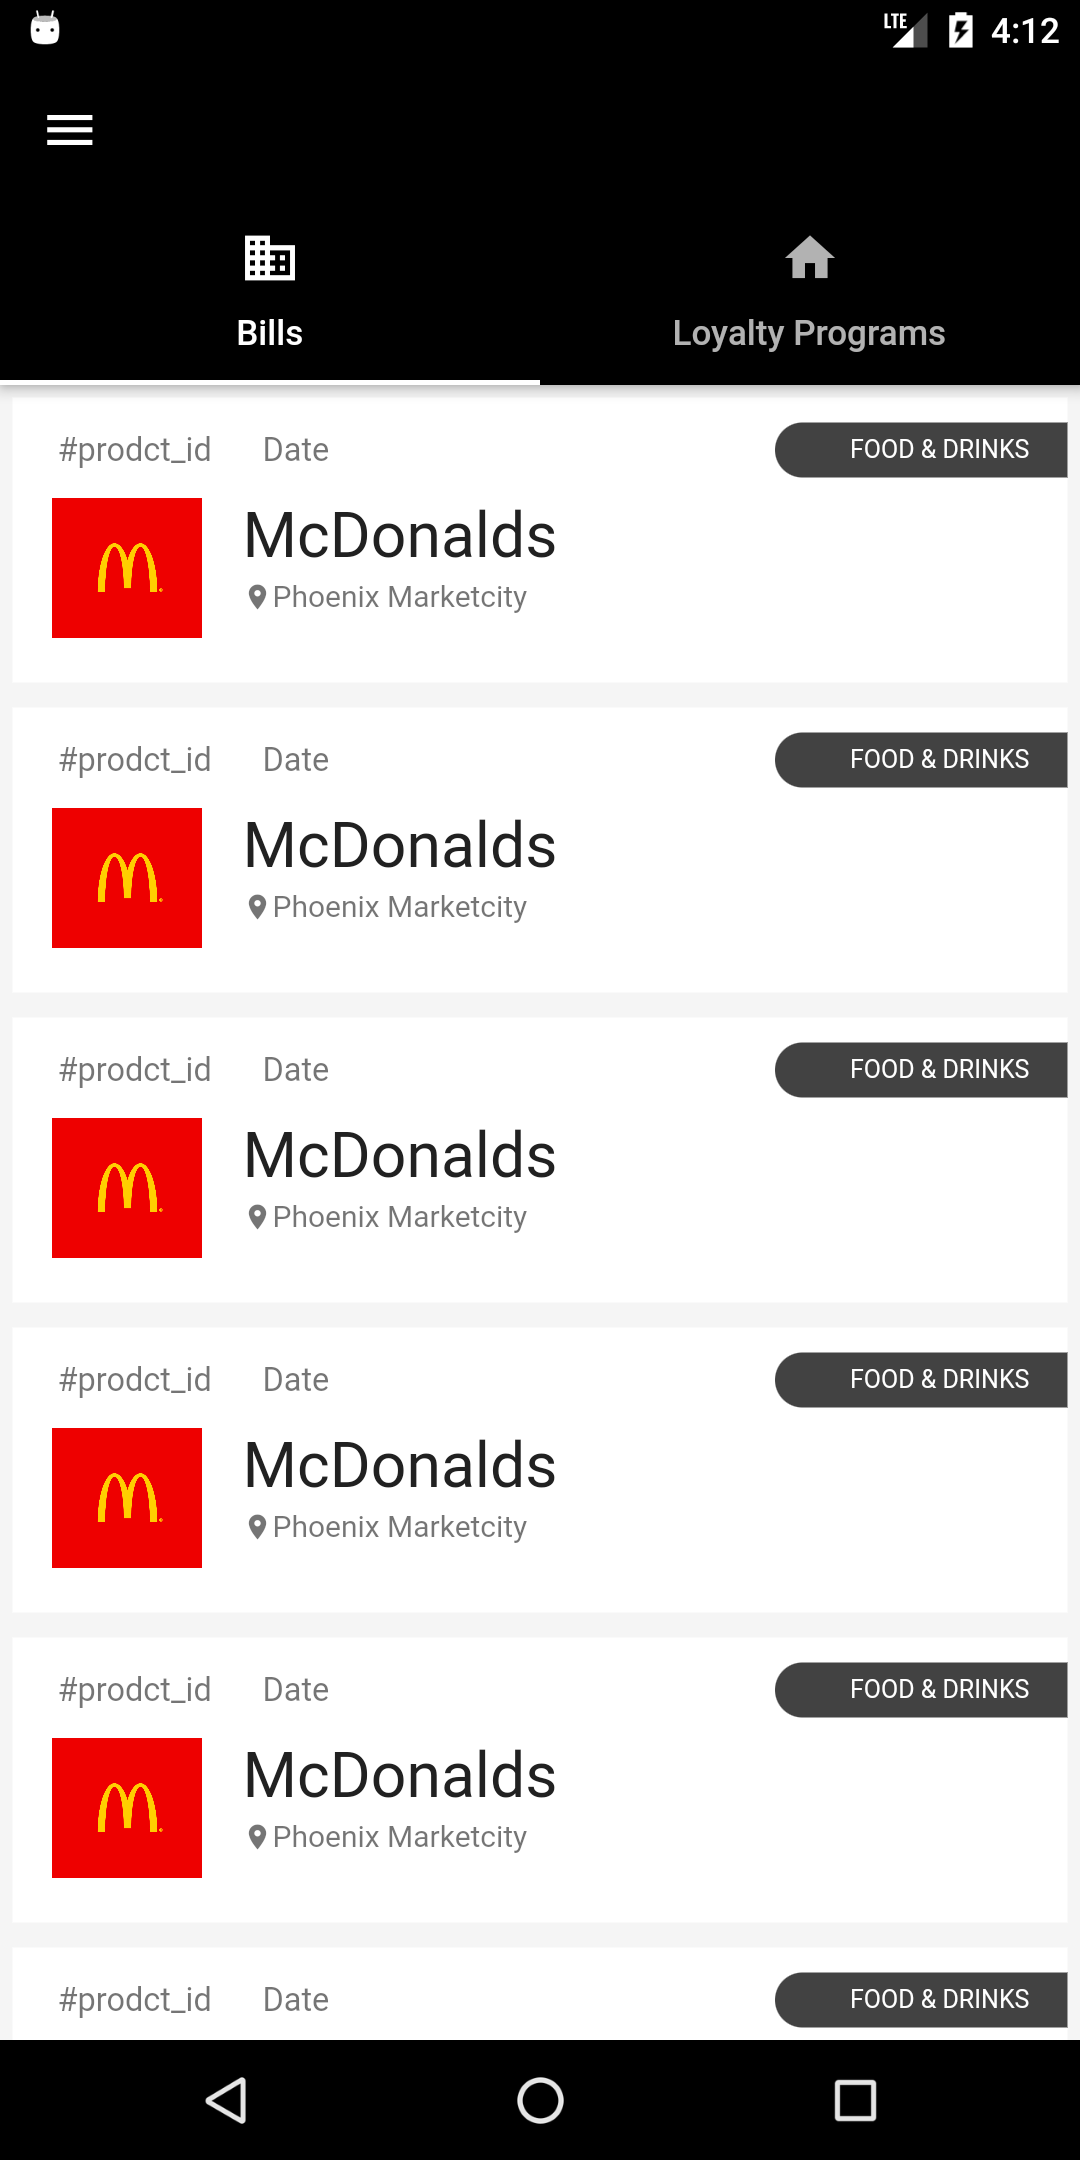 LTE 4:12
Bills Loyalty Programs
#prodct_id Date FOOD & DRINKS
McDonalds
Phoenix Marketcity
#prodct_id Date FOOD & DRINKS
McDonalds
Phoenix Marketcity
#prodct_id Date FOOD & DRINKS
McDonalds
Phoenix Marketcity
#prodct_id Date FOOD & DRINKS
McDonalds
Phoenix Marketcity
#prodct_id Date FOOD & DRINKS
McDonalds
Phoenix Marketcity
#prodct_id Date FOOD & DRINKS